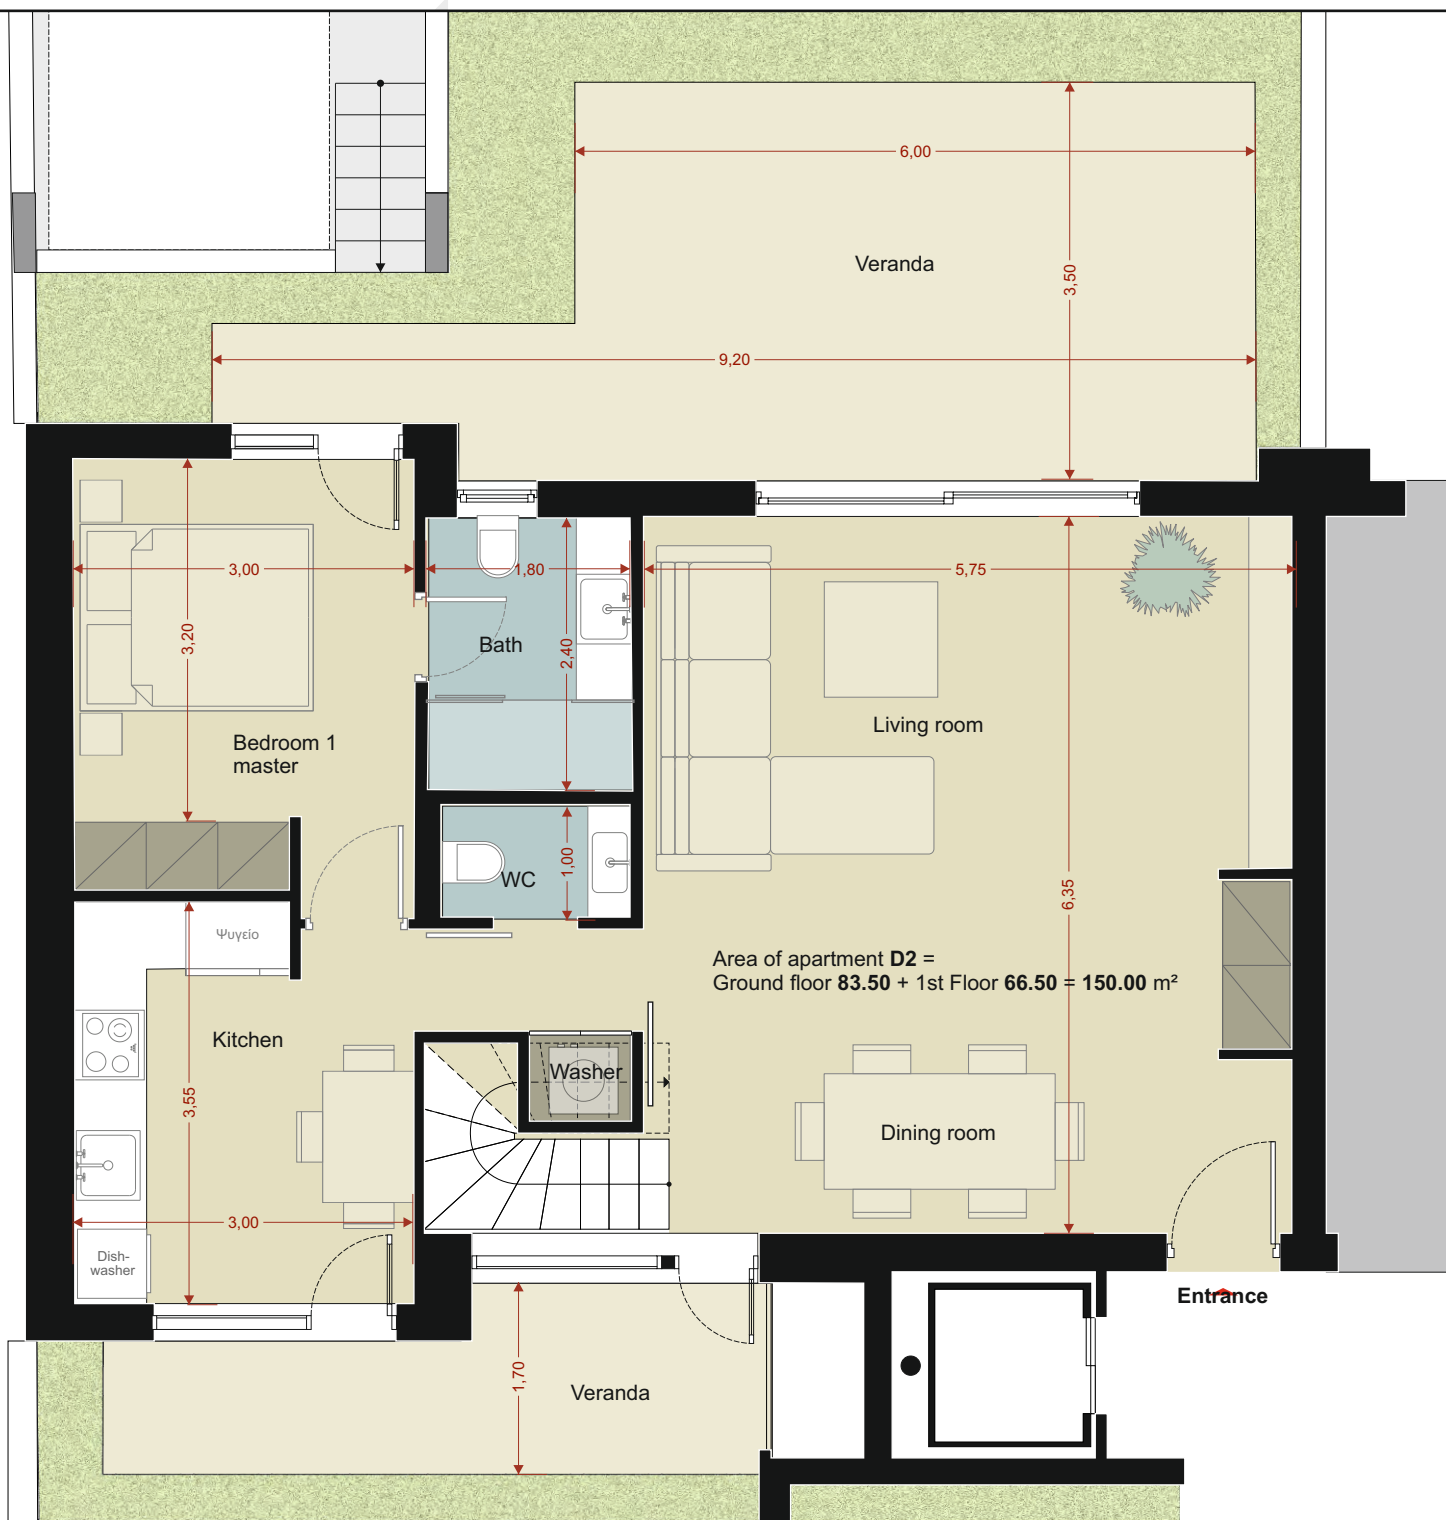 6,00
Veranda
3,50
9,20
3,00
1,80
5,75
3,20
Bath
2,40
Living room
Bedroom 1
master
1,00
WC
6,35
Ψυγείο
Area of apartment D2 =
Ground floor 83.50 + 1st Floor 66.50 = 150.00 m²
Kitchen
Washer
3,55
Dining room
3,00
Dish-
washer
Entrance
1,70
Veranda